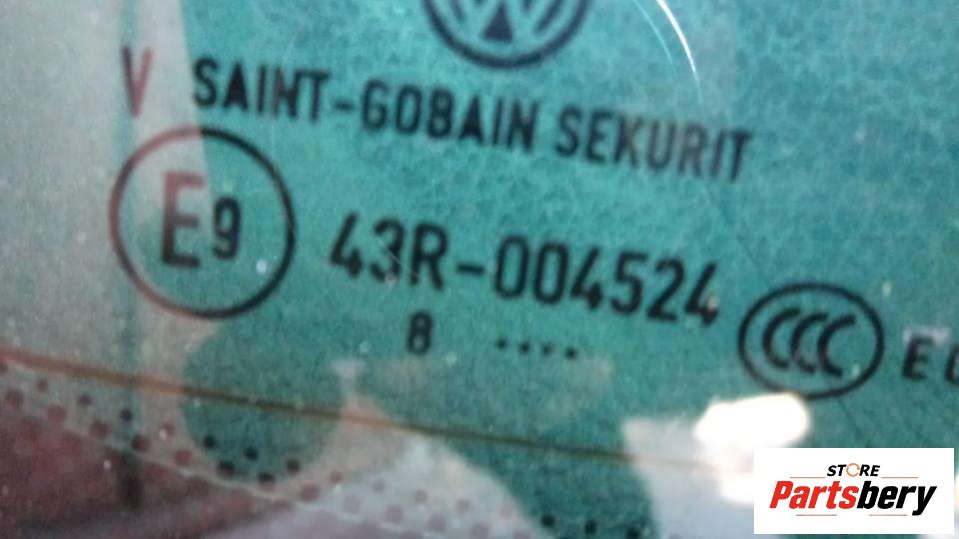 V SAINT-GOBAIN SEKURIT
E9 43R-004524
8 ....
CCC E
STORE
Partsbery